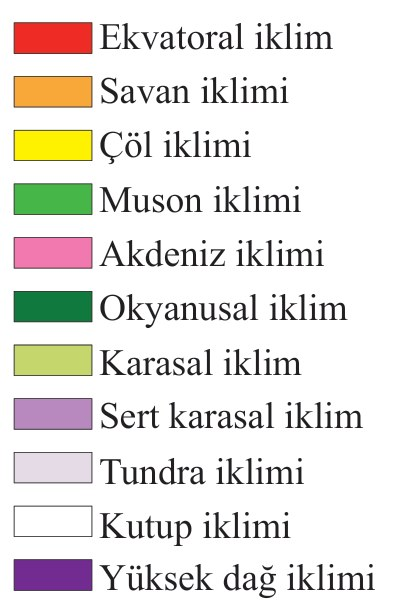 Ekvatoral iklim
Savan iklimi
Çöl iklimi
Muson iklimi
Akdeniz iklimi
Okyanusal iklim
Karasal iklim
Sert karasal iklim
Tundra iklimi
Kutup iklimi
Yüksek dağ iklimi